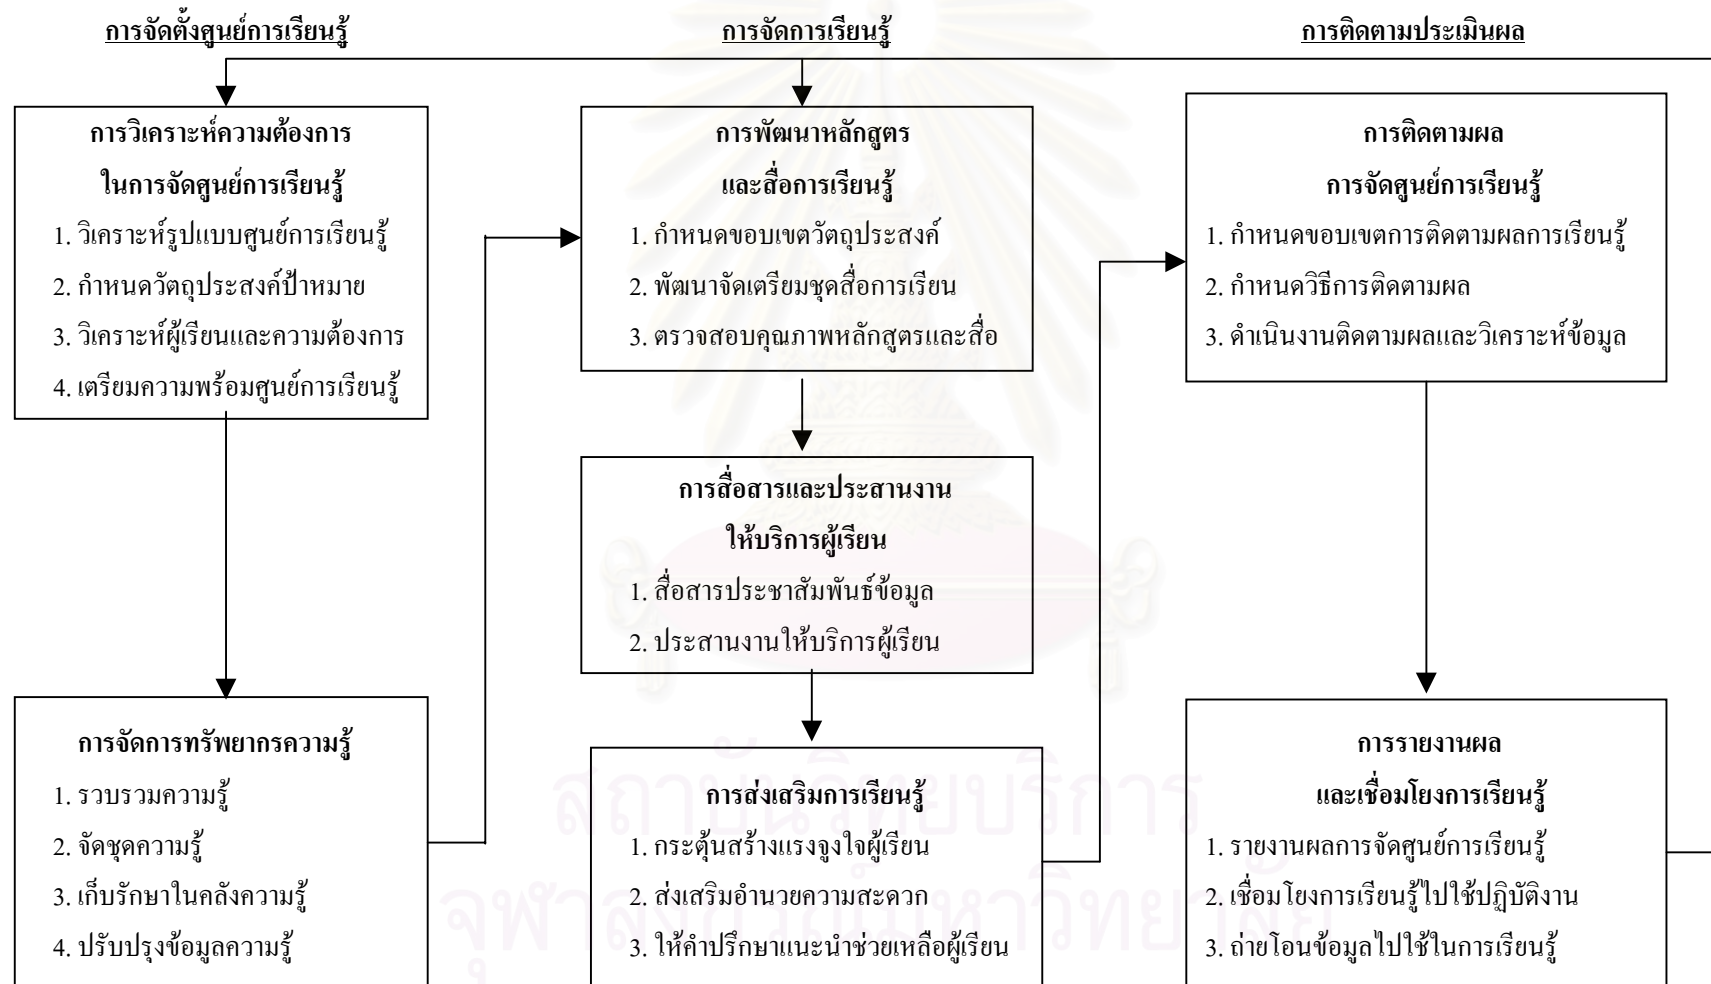 การจัดตั้งศูนย์การเรียนรู้
การวิเคราะห์ความต้องการ
ในการจัดศูนย์การเรียนรู้
1. วิเคราะห์รูปแบบศูนย์การเรียนรู้
2. กำหนดวัตถุประสงค์ป้าหมาย
3. วิเคราะห์ผู้เรียนและความต้องการ
4. เตรียมความพร้อมศูนย์การเรียนรู้
การจัดการทรัพยากรความรู้
1. รวบรวมความรู้
2. จัดชุดความรู้
3. เก็บรักษาในคลังความรู้
4. ปรับปรุงข้อมูลความรู้
การจัดการเรียนรู้
การพัฒนาหลักสูตร
และสื่อการเรียนรู้
1. กำหนดขอบเขตวัตถุประสงค์
2. พัฒนาจัดเตรียมชุดสื่อการเรียน
3. ตรวจสอบคุณภาพหลักสูตรและสื่อ
การสื่อสารและประสานงาน
ให้บริการผู้เรียน
1. สื่อสารประชาสัมพันธ์ข้อมูล
2. ประสานงานให้บริการผู้เรียน
การส่งเสริมการเรียนรู้
1. กระตุ้นสร้างแรงจูงใจผู้เรียน
2. ส่งเสริมอำนวยความสะดวก
3. ให้คำปรึกษาแนะนำช่วยเหลือผู้เรียน
การติดตามประเมินผล
การติดตามผล
การจัดศูนย์การเรียนรู้
1. กำหนดขอบเขตการติดตามผลการเรียนรู้
2. กำหนดวิธีการติดตามผล
3. ดำเนินงานติดตามผลและวิเคราะห์ข้อมูล
การรายงานผล
และเชื่อมโยงการเรียนรู้
1. รายงานผลการจัดศูนย์การเรียนรู้
2. เชื่อมโยงการเรียนรู้ไปใช้ปฏิบัติงาน
3. ถ่ายโอนข้อมูลไปใช้ในการเรียนรู้
สถาบันวิทยบริการ
จุฬาลงกรณ์มหาวิทยาลัย